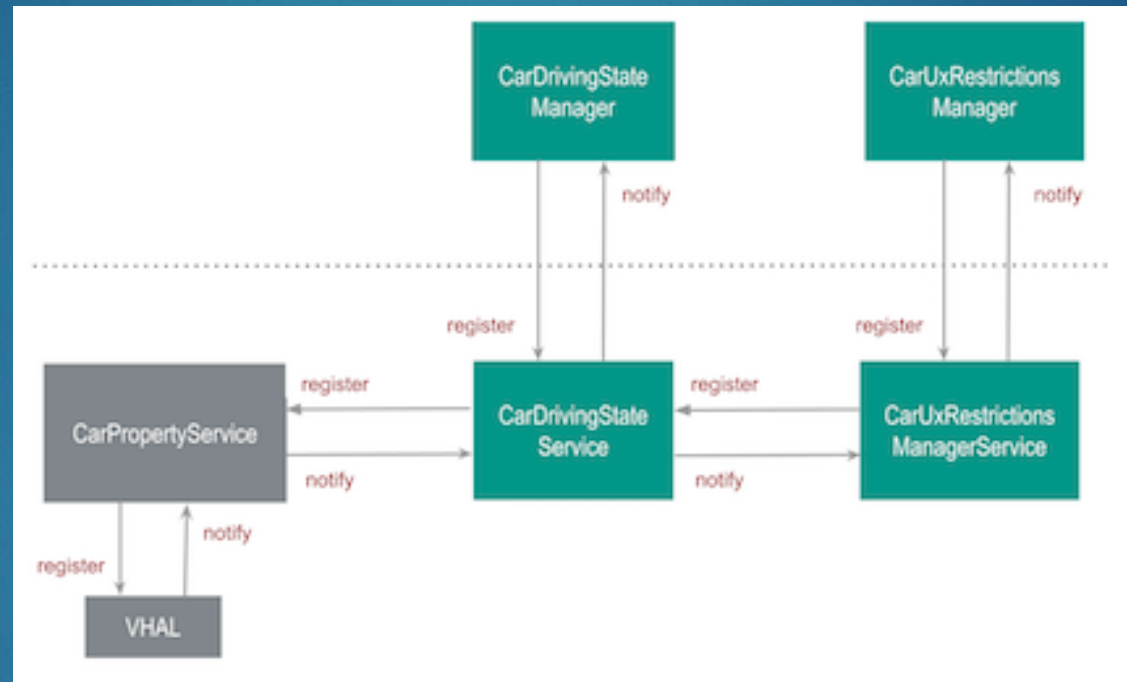 CarDrivingState
Manager
CarUxRestrictions
Manager
notify
notify
register
register
CarPropertyService
register
notify
CarDrivingState
Service
register
notify
CarUxRestrictions
ManagerService
register
notify
VHAL